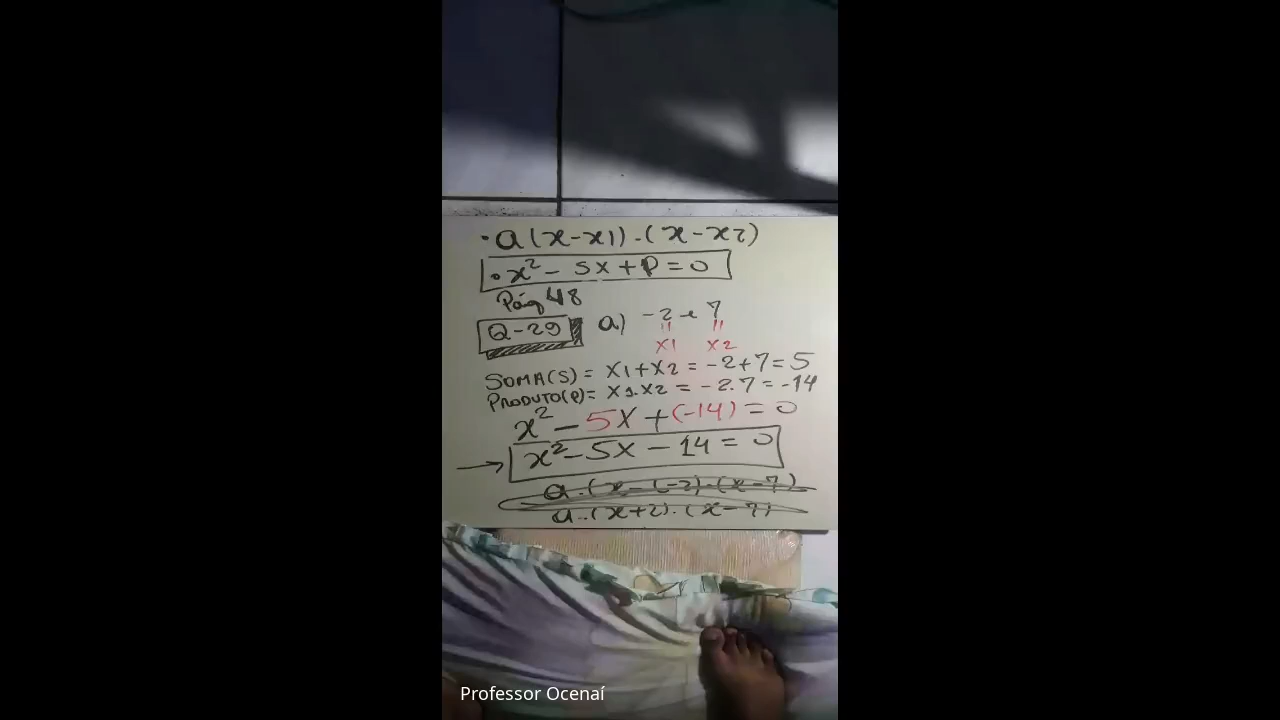 • a(x-x1).(x-x2)
• x² - Sx + P = 0
Pág 48
Q-29 a) -2 e 7
" "
x1 x2
SOMA(S) = x1+x2 = -2+7 = 5
PRODUTO(P) = x1.x2 = -2.7 = -14
x² - 5x + (-14) = 0
→ x² - 5x - 14 = 0
a.(x-(-2).(x-7)
a.(x+2).(x-7)
Professor Ocenaí